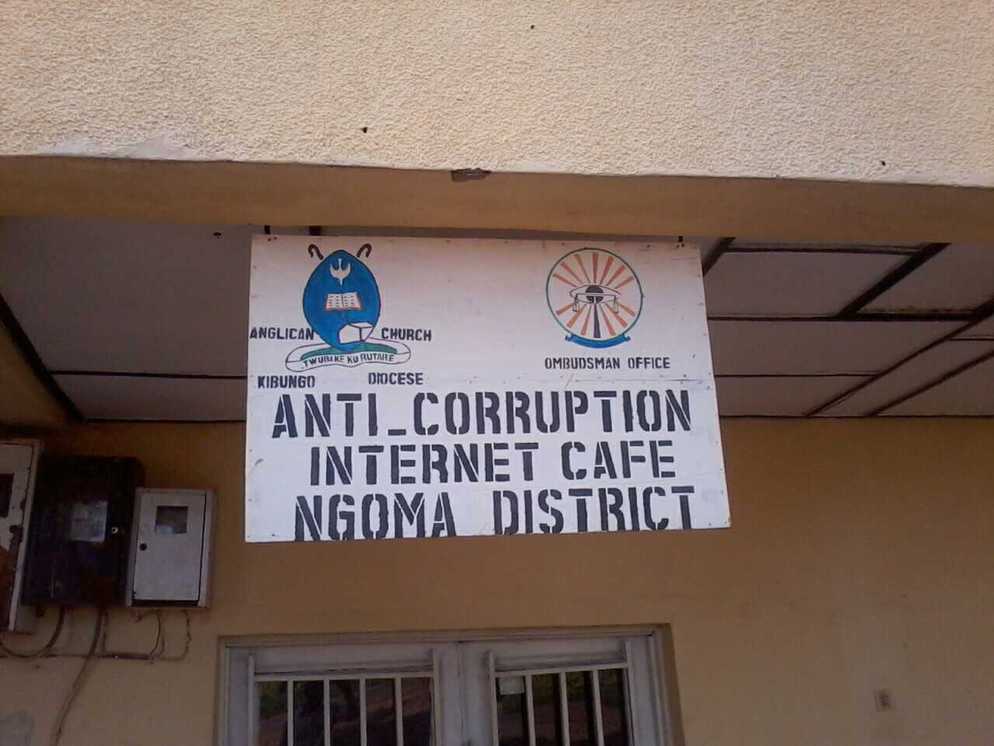 ANGLICAN CHURCH
TWUBAKE KU RUTARE
KIBUNGO DIOCESE
OMBUDSMAN OFFICE
ANTI_CORRUPTION
INTERNET CAFE
NGOMA DISTRICT